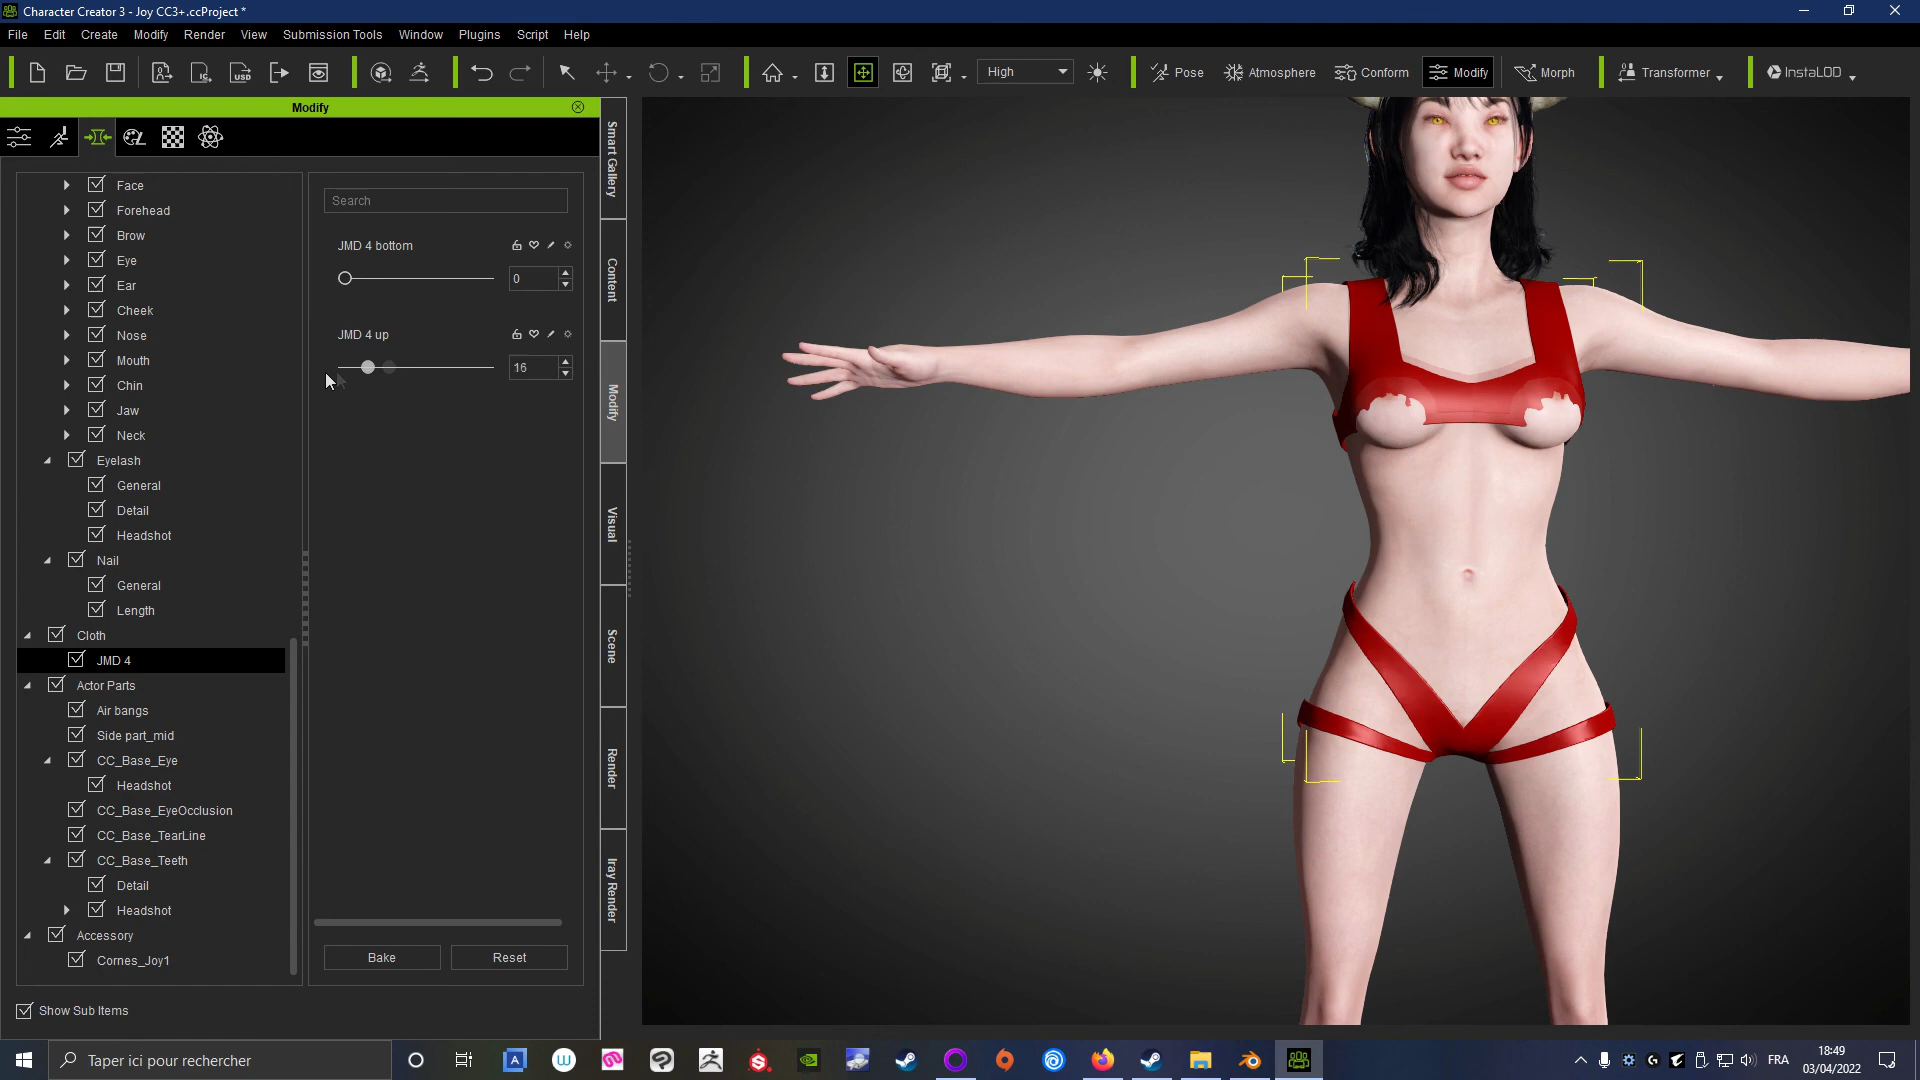 Character Creator 3 - Joy CC3+.ccProject *
File Edit Create Modify Render View Submission Tools Window Plugins Script Help
High Pose Atmosphere Conform Modify Morph Transformer InstaLOD
Modify
Search
Face
Forehead
Brow
Eye
Ear
Cheek
Nose
Mouth
Chin
Jaw
Neck
Eyelash
General
Detail
Headshot
Nail
General
Length
Cloth
JMD 4
Actor Parts
Air bangs
Side part_mid
CC_Base_Eye
Headshot
CC_Base_EyeOcclusion
CC_Base_TearLine
CC_Base_Teeth
Detail
Headshot
Accessory
Cornes_Joy1
Show Sub Items
JMD 4 bottom
0
JMD 4 up
16
Bake Reset
Smart Gallery
Content
Modify
Visual
Scene
Render
Iray Render
Taper ici pour rechercher
FRA
18:49
03/04/2022